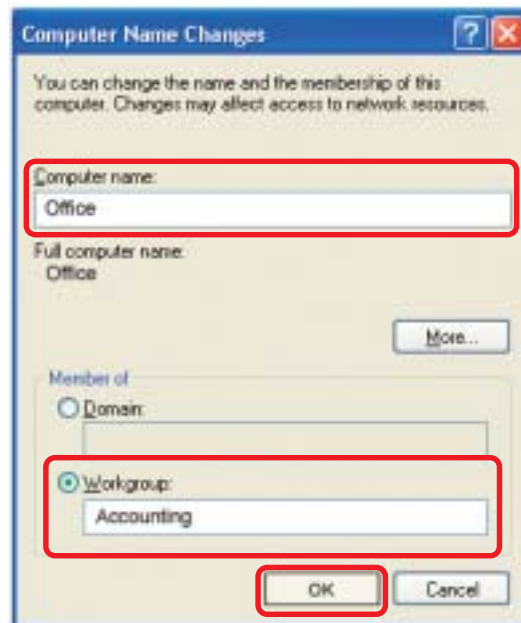 Computer Name Changes
You can change the name and the membership of this
computer. Changes may affect access to network resources.
Computer name:
Office
Full computer name:
Office
More...
Member of
Domain:
Workgroup:
Accounting
OK Cancel